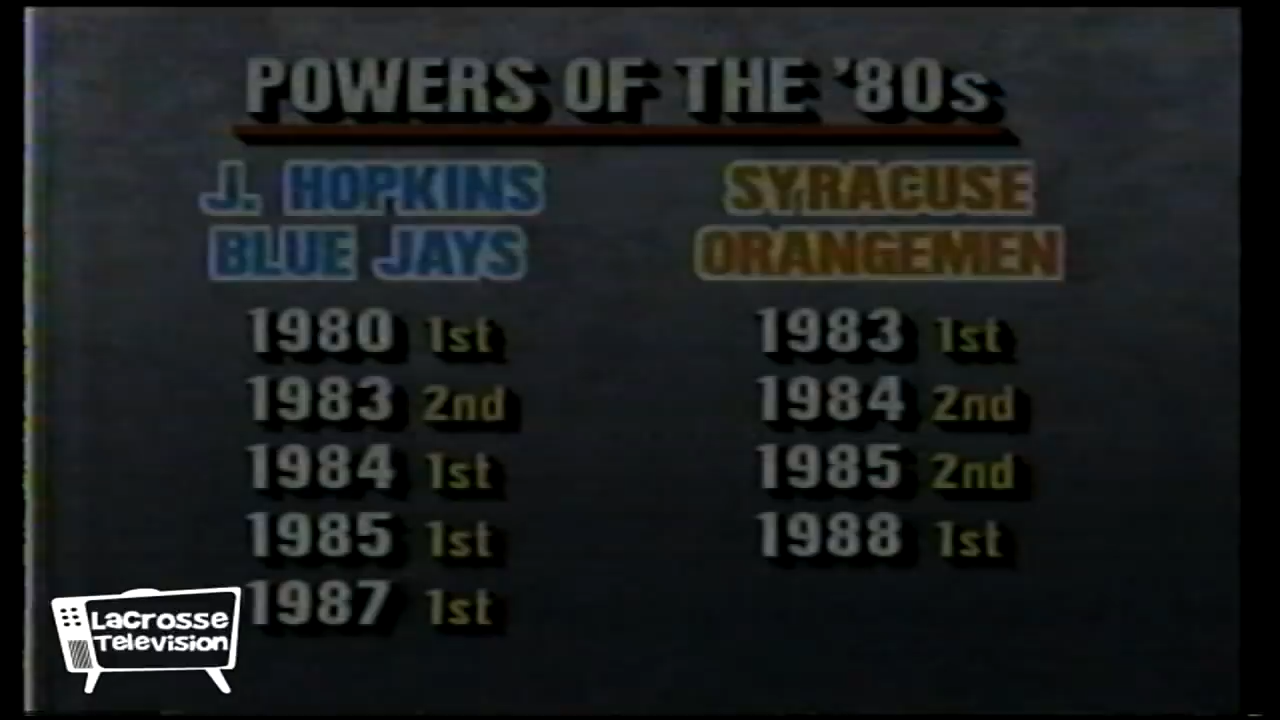 POWERS OF THE '80s
J. HOPKINS
BLUE JAYS
1980 1st
1983 2nd
1984 1st
1985 1st
1987 1st
SYRACUSE
ORANGEMEN
1983 1st
1984 2nd
1985 2nd
1988 1st
LaCrosse
Television